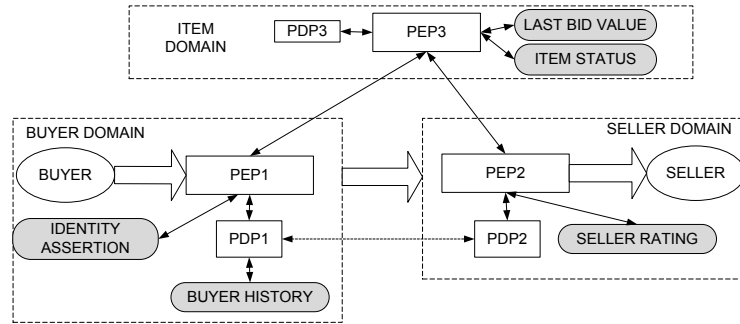 ITEM
DOMAIN
PDP3
PEP3
LAST BID VALUE
ITEM STATUS
BUYER DOMAIN
BUYER
PEP1
IDENTITY
ASSERTION
PDP1
BUYER HISTORY
SELLER DOMAIN
PEP2
SELLER
PDP2
SELLER RATING